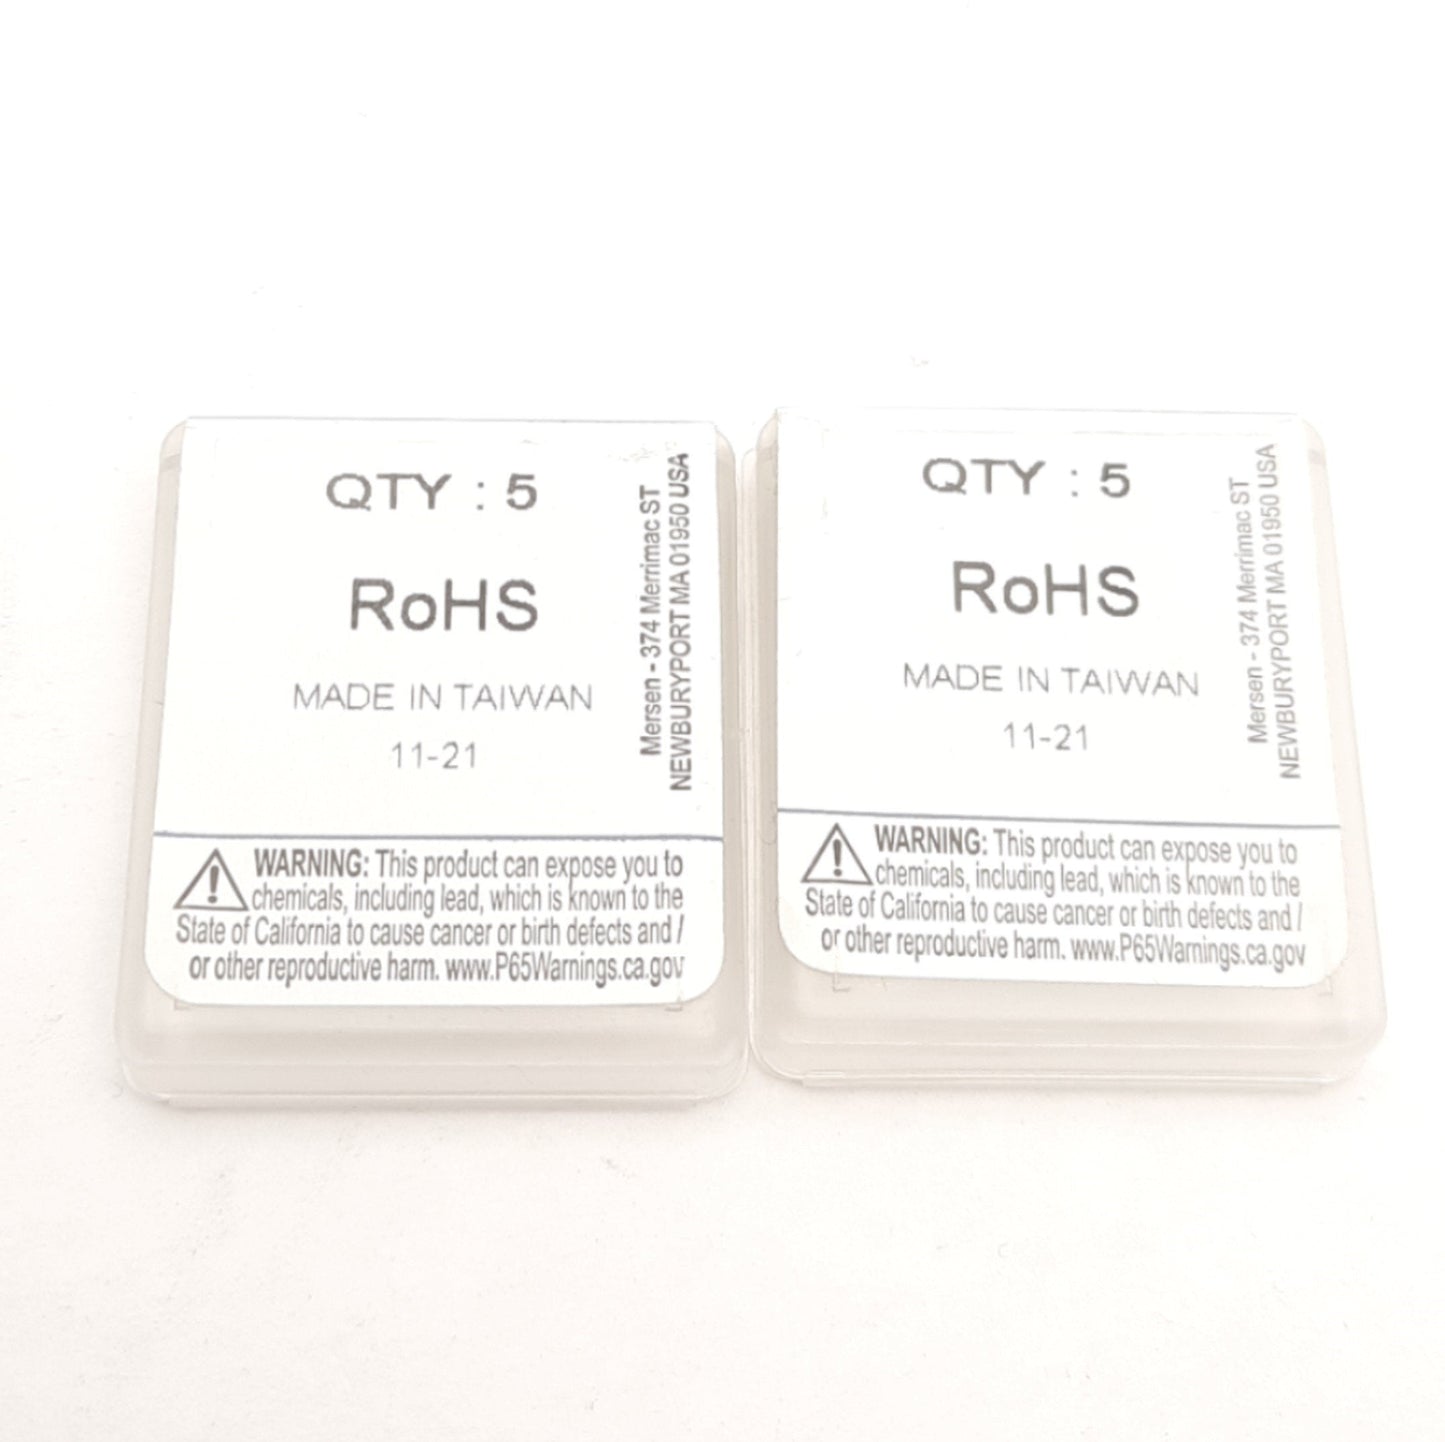 QTY : 5
RoHS
MADE IN TAIWAN
11-21
Mersen - 374 Merrimac ST
NEWBURYPORT MA 01950 USA
WARNING: This product can expose you to
chemicals, including lead, which is known to the
State of California to cause cancer or birth defects and /
or other reproductive harm. www.P65Warnings.ca.gov
QTY : 5
RoHS
MADE IN TAIWAN
11-21
Mersen - 374 Merrimac ST
NEWBURYPORT MA 01950 USA
WARNING: This product can expose you to
chemicals, including lead, which is known to the
State of California to cause cancer or birth defects and /
or other reproductive harm. www.P65Warnings.ca.gov